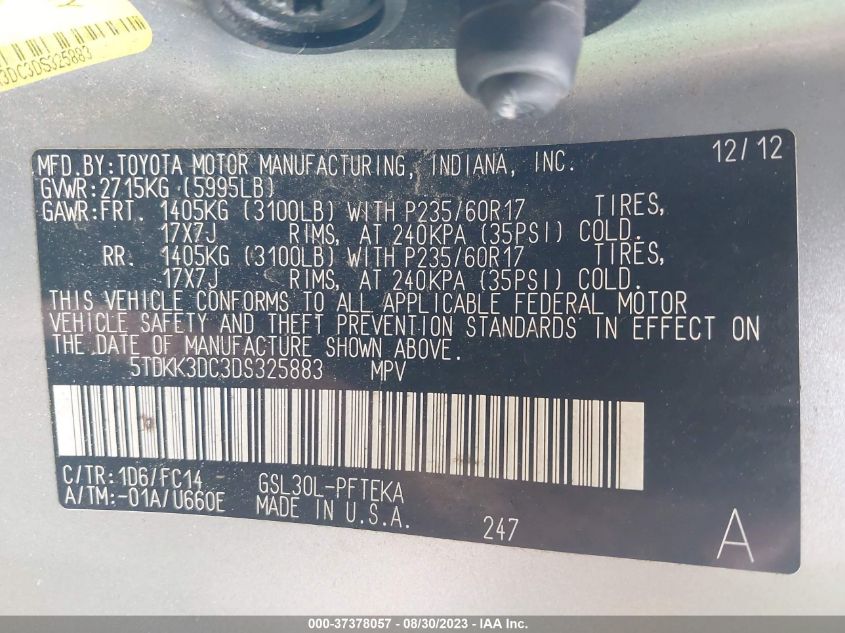 3DC3DS325883
MFD.BY:TOYOTA MOTOR MANUFACTURING, INDIANA, INC. 12/12
GVWR:2715KG (5995LB)
GAWR:FRT. 1405KG (3100LB) WITH P235/60R17 TIRES,
17X7J RIMS, AT 240KPA (35PSI) COLD.
RR. 1405KG (3100LB) WITH P235/60R17 TIRES,
17X7J RIMS, AT 240KPA (35PSI) COLD.
THIS VEHICLE CONFORMS TO ALL APPLICABLE FEDERAL MOTOR
VEHICLE SAFETY AND THEFT PREVENTION STANDARDS IN EFFECT ON
THE DATE OF MANUFACTURE SHOWN ABOVE.
5TDKK3DC3DS325883 MPV
C/TR:1D6/FC14 GSL30L-PFTEKA
A/TM:-01A/U660E MADE IN U.S.A.
247 A
000-37378057 - 08/30/2023 - IAA Inc.